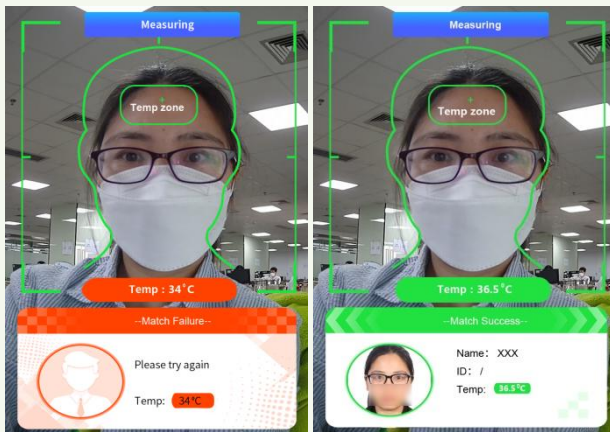 Measuring
Temp zone
Temp : 34°C
--Match Failure--
Please try again
Temp: 34°C
Measuring
Temp zone
Temp : 36.5°C
--Match Success--
Name: XXX
ID: /
Temp: 36.5°C